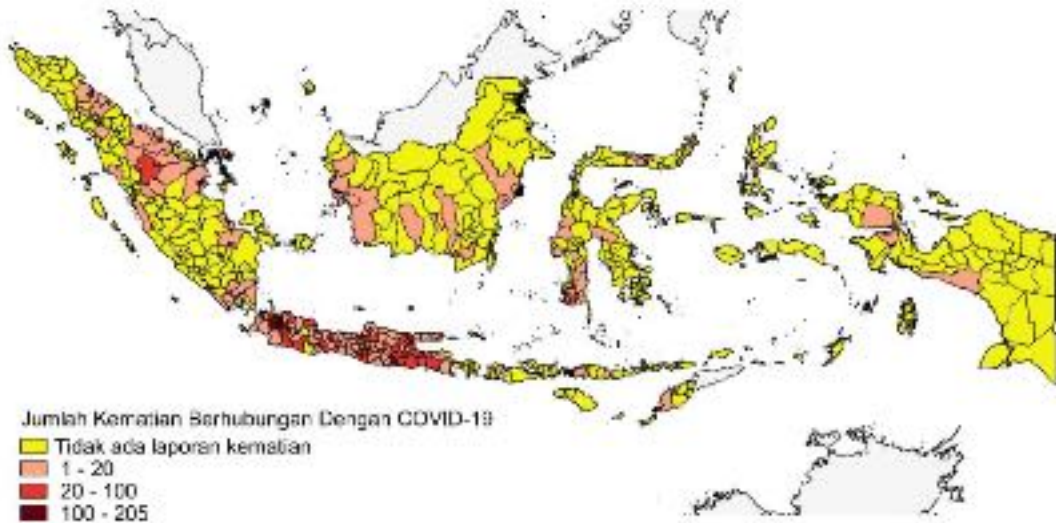 Jumlah Kematian Berhubungan Dengan COVID-19
Tidak ada laporan kematian
1 - 20
20 - 100
100 - 205